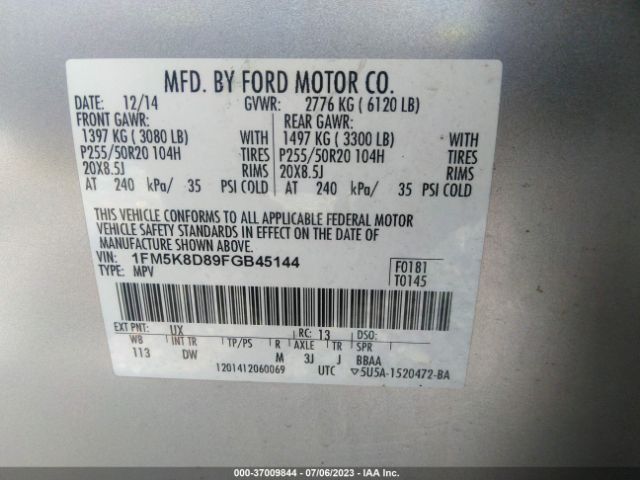 MFD. BY FORD MOTOR CO.
DATE: 12/14 GVWR: 2776 KG ( 6120 LB)
FRONT GAWR: REAR GAWR:
1397 KG ( 3080 LB) WITH 1497 KG ( 3300 LB) WITH
P255/50R20 104H TIRES P255/50R20 104H TIRES
20X8.5J RIMS 20X8.5J RIMS
AT 240 kPa/ 35 PSI COLD AT 240 kPa/ 35 PSI COLD
THIS VEHICLE CONFORMS TO ALL APPLICABLE FEDERAL MOTOR
VEHICLE SAFETY STANDARDS IN EFFECT ON THE DATE OF
MANUFACTURE SHOWN ABOVE.
VIN: 1FM5K8D89FGB45144 F0181
TYPE: MPV T0145
EXT PNT: UX RC: 13 DSO:
WB INT TR TP/PS R AXLE TR SPR
113 DW M 3J J BBAA
1201412060069 UTC ▽5U5A-1520472-BA
000-37009844 / 07/06/2023 / IAA Inc.